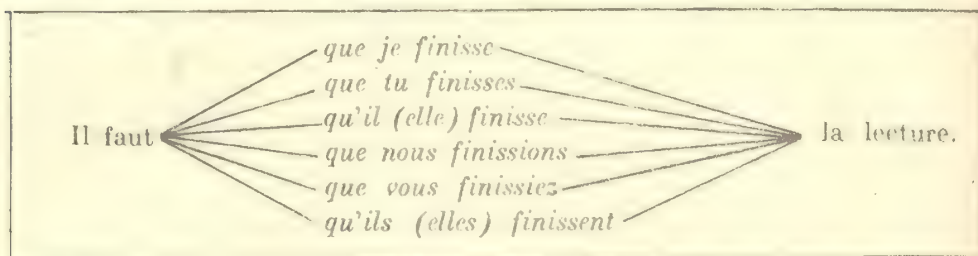 que je finisse
que tu finisses
qu'il (elle) finisse
Il faut
la lecture.
que nous finissions
que vous finissiez
qu'ils (elles) finissent